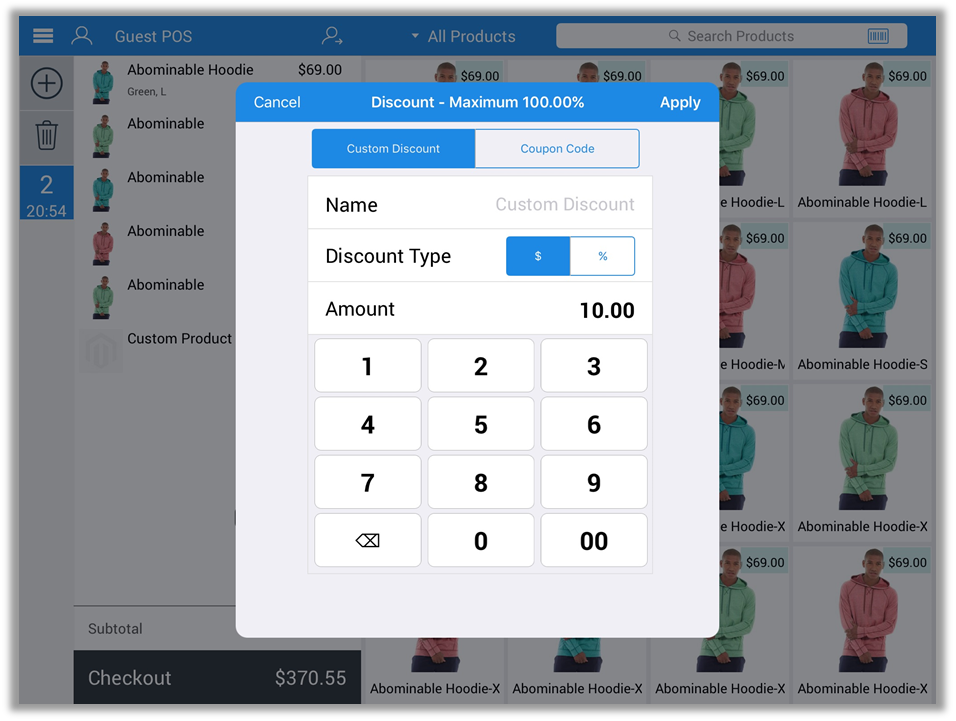 Guest POS
All Products
Search Products
2
20:54
Abominable Hoodie $69.00
Green, L
Abominable
Abominable
Abominable
Abominable
Custom Product
Subtotal
Checkout $370.55
Cancel
Discount - Maximum 100.00%
Apply
Custom Discount
Coupon Code
Name
Custom Discount
Discount Type
$
%
Amount
10.00
1 2 3
4 5 6
7 8 9
0 00
$69.00 $69.00 $69.00 $69.00
e Hoodie-L Abominable Hoodie-L
$69.00 $69.00
e Hoodie-M Abominable Hoodie-S
$69.00 $69.00
e Hoodie-X Abominable Hoodie-X
$69.00 $69.00
Abominable Hoodie-X Abominable Hoodie-X Abominable Hoodie-X Abominable Hoodie-X